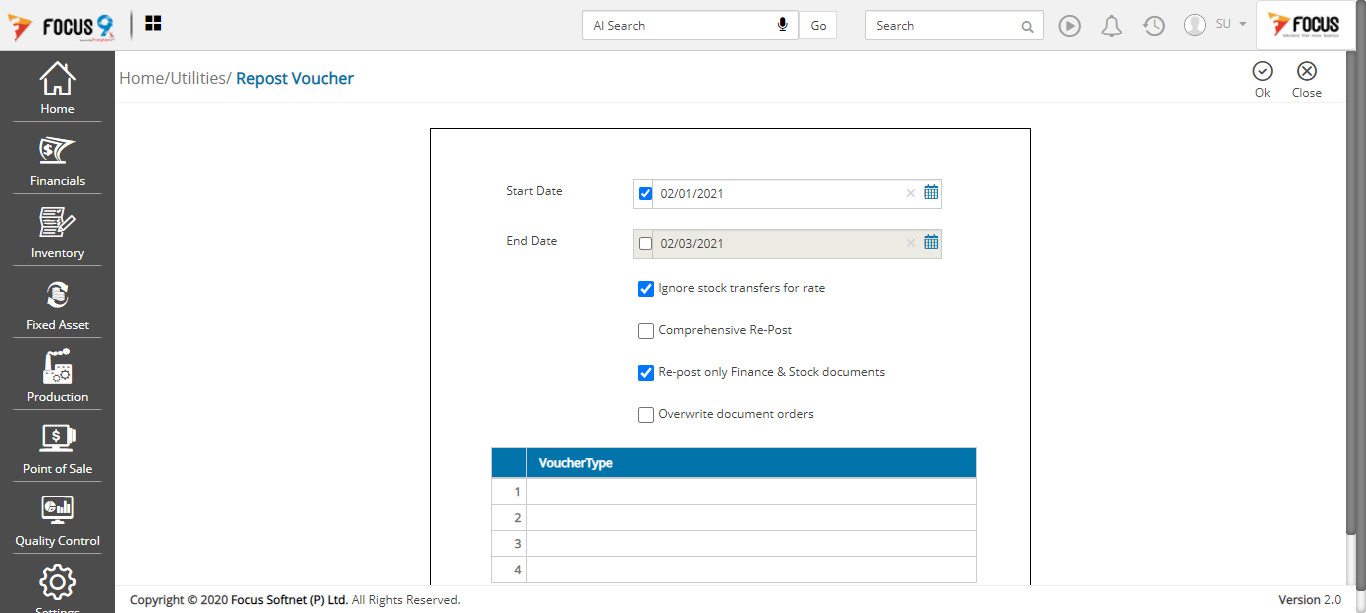 FOCUS 9
AI Search
Go
Search
SU
FOCUS
Home/Utilities/ Repost Voucher
Ok
Close
Home
Financials
Inventory
Fixed Asset
Production
Point of Sale
Quality Control
Settings
Start Date
02/01/2021
End Date
02/03/2021
Ignore stock transfers for rate
Comprehensive Re-Post
Re-post only Finance & Stock documents
Overwrite document orders
VoucherType
1
2
3
4
Copyright © 2020 Focus Softnet (P) Ltd. All Rights Reserved.
Version 2.0